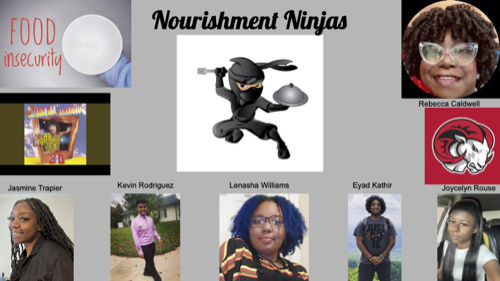 Nourishment Ninjas
FOOD
insecurity
Rebecca Caldwell
Jasmine Trapier
Kevin Rodriguez
Lenasha Williams
Eyad Kathir
Joycelyn Rouse